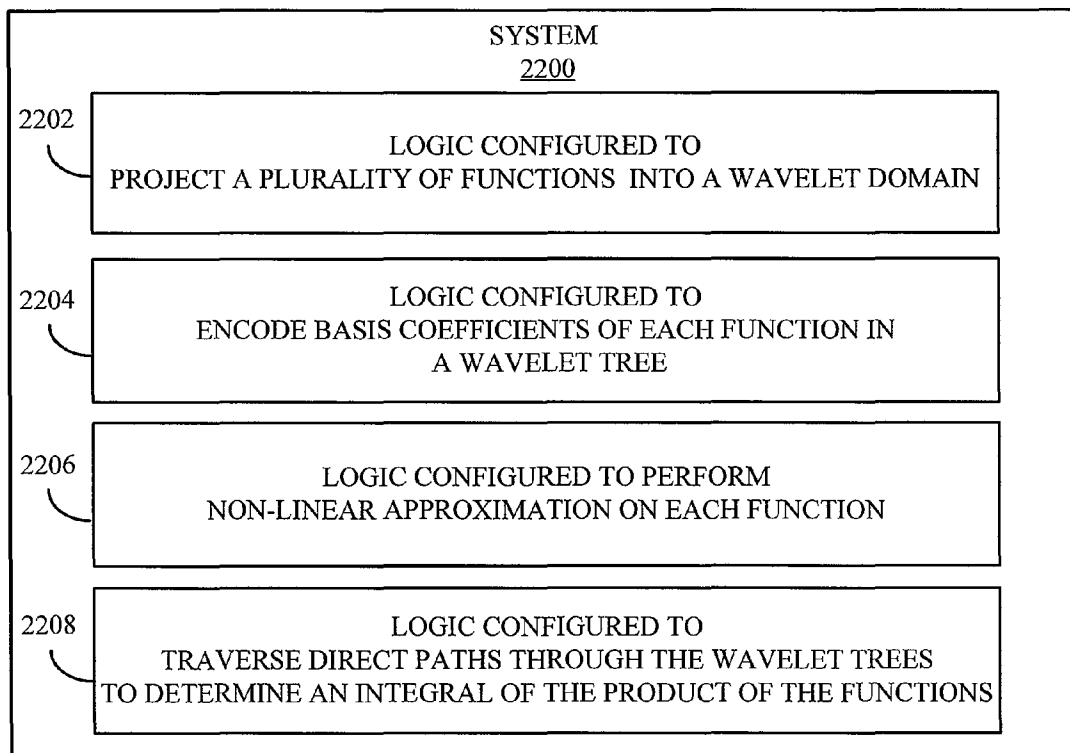 SYSTEM
2200
2202
LOGIC CONFIGURED TO
PROJECT A PLURALITY OF FUNCTIONS INTO A WAVELET DOMAIN
2204
LOGIC CONFIGURED TO
ENCODE BASIS COEFFICIENTS OF EACH FUNCTION IN
A WAVELET TREE
2206
LOGIC CONFIGURED TO PERFORM
NON-LINEAR APPROXIMATION ON EACH FUNCTION
2208
LOGIC CONFIGURED TO
TRAVERSE DIRECT PATHS THROUGH THE WAVELET TREES
TO DETERMINE AN INTEGRAL OF THE PRODUCT OF THE FUNCTIONS